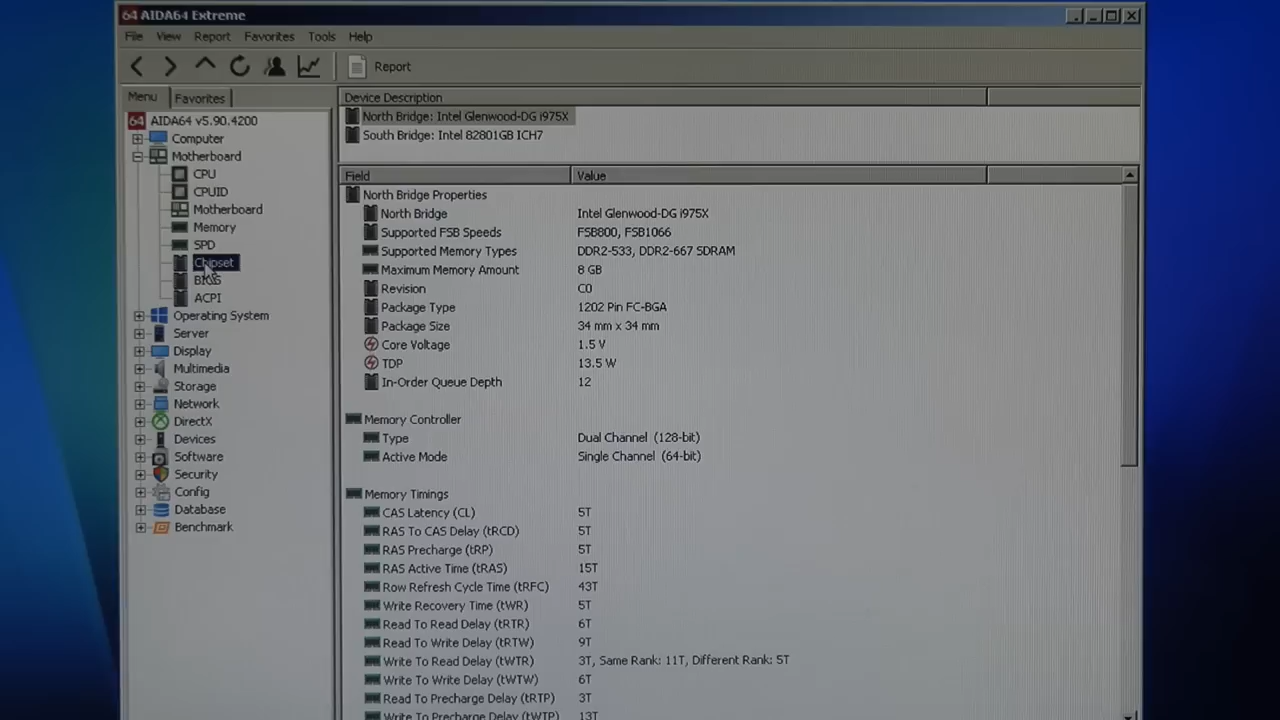 64 AIDA64 Extreme
File View Report Favorites Tools Help
Report
Menu Favorites
64 AIDA64 v5.90.4200
Computer
Motherboard
CPU
CPUID
Motherboard
Memory
SPD
Chipset
BIOS
ACPI
Operating System
Server
Display
Multimedia
Storage
Network
DirectX
Devices
Software
Security
Config
Database
Benchmark
Device Description
North Bridge: Intel Glenwood-DG i975X
South Bridge: Intel 82801GB ICH7
Field Value
North Bridge Properties
North Bridge Intel Glenwood-DG i975X
Supported FSB Speeds FSB800, FSB1066
Supported Memory Types DDR2-533, DDR2-667 SDRAM
Maximum Memory Amount 8 GB
Revision C0
Package Type 1202 Pin FC-BGA
Package Size 34 mm x 34 mm
Core Voltage 1.5 V
TDP 13.5 W
In-Order Queue Depth 12
Memory Controller
Type Dual Channel (128-bit)
Active Mode Single Channel (64-bit)
Memory Timings
CAS Latency (CL) 5T
RAS To CAS Delay (tRCD) 5T
RAS Precharge (tRP) 5T
RAS Active Time (tRAS) 15T
Row Refresh Cycle Time (tRFC) 43T
Write Recovery Time (tWR) 5T
Read To Read Delay (tRTR) 6T
Read To Write Delay (tRTW) 9T
Write To Read Delay (tWTR) 3T, Same Rank: 11T, Different Rank: 5T
Write To Write Delay (tWTW) 6T
Read To Precharge Delay (tRTP) 3T
Write To Precharge Delay (tWTP) 13T